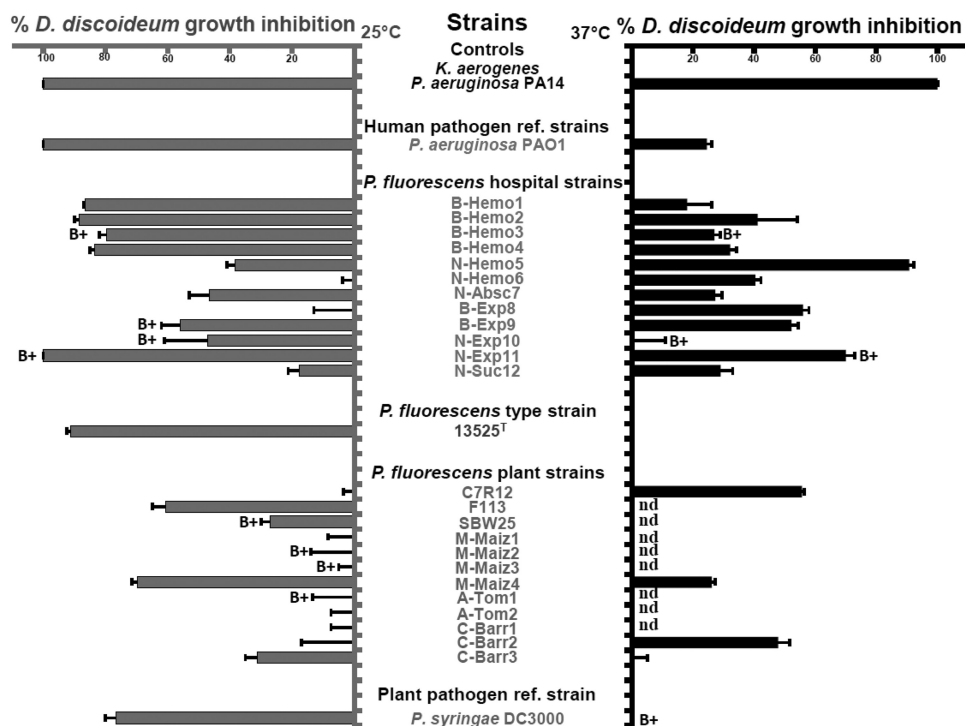 % D. discoideum growth inhibition 25°C Strains 37°C % D. discoideum growth inhibition
100 80 60 40 20 Controls 20 40 60 80 100
K. aerogenes
P. aeruginosa PA14
Human pathogen ref. strains
P. aeruginosa PAO1
P. fluorescens hospital strains
B-Hemo1
B-Hemo2
B+ B-Hemo3 B+
B-Hemo4
N-Hemo5
N-Hemo6
N-Absc7
B-Exp8
B+ B-Exp9
B+ N-Exp10 B+
B+ N-Exp11 B+
N-Suc12
P. fluorescens type strain
13525ᵀ
P. fluorescens plant strains
C7R12
F113 nd
B+ SBW25 nd
M-Maiz1 nd
B+ M-Maiz2 nd
B+ M-Maiz3 nd
M-Maiz4
B+ A-Tom1 nd
A-Tom2 nd
C-Barr1 nd
C-Barr2
C-Barr3
Plant pathogen ref. strain
P. syringae DC3000 B+